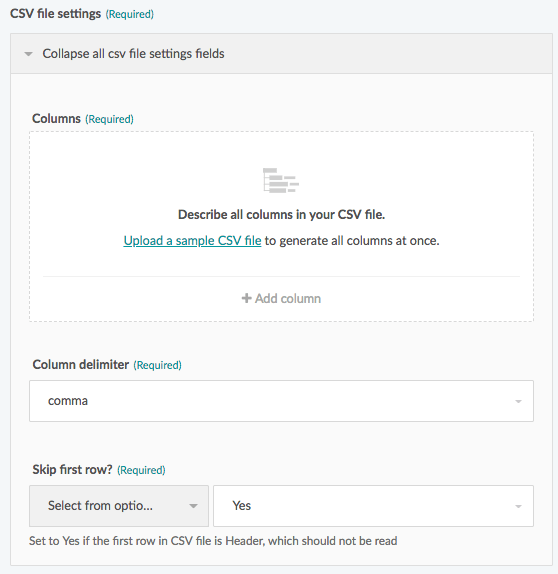 CSV file settings (Required)
Collapse all csv file settings fields
Columns (Required)
Describe all columns in your CSV file.
Upload a sample CSV file to generate all columns at once.
+ Add column
Column delimiter (Required)
comma
Skip first row? (Required)
Select from optio... Yes
Set to Yes if the first row in CSV file is Header, which should not be read